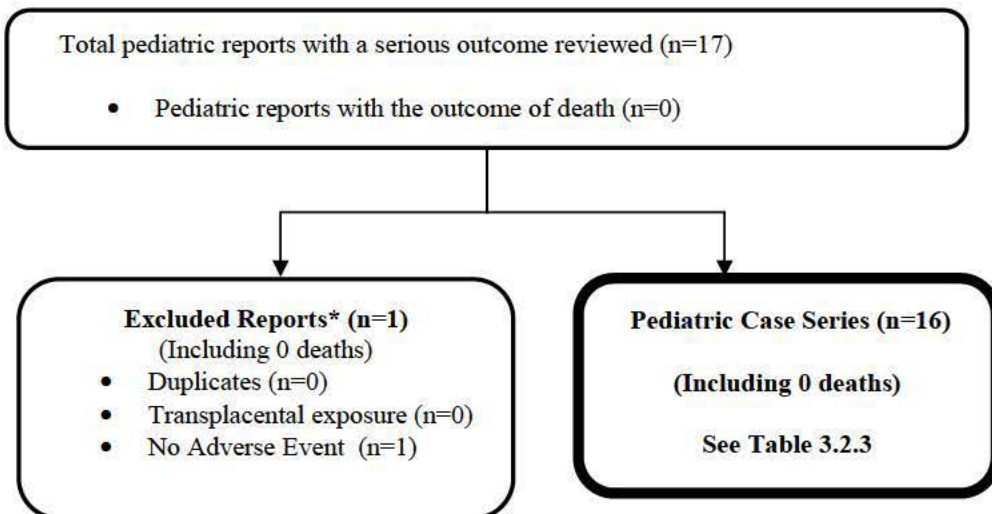 Total pediatric reports with a serious outcome reviewed (n=17)
• Pediatric reports with the outcome of death (n=0)
Excluded Reports* (n=1)
(Including 0 deaths)
• Duplicates (n=0)
• Transplacental exposure (n=0)
• No Adverse Event (n=1)
Pediatric Case Series (n=16)
(Including 0 deaths)
See Table 3.2.3